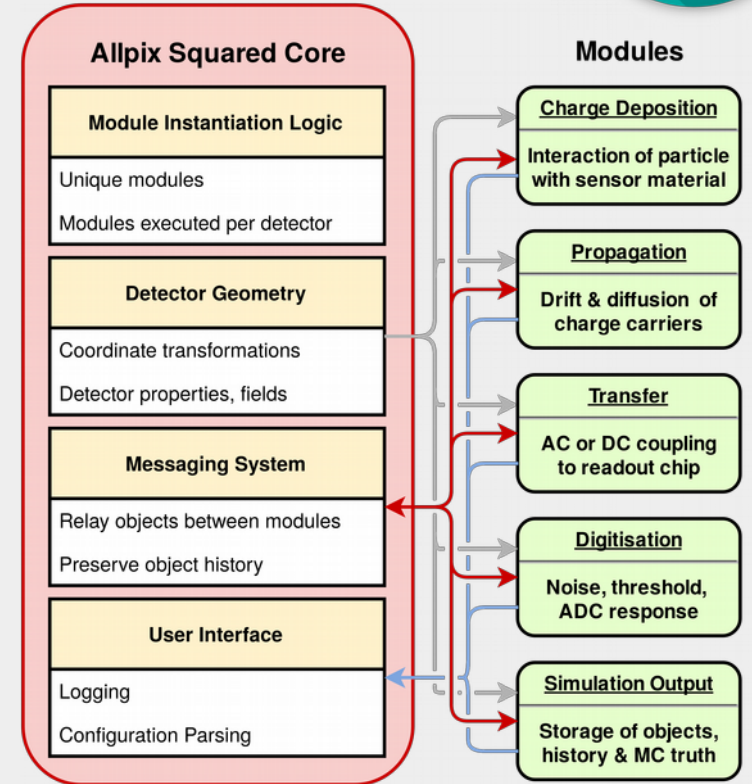 Allpix Squared Core
Module Instantiation Logic
Unique modules
Modules executed per detector
Detector Geometry
Coordinate transformations
Detector properties, fields
Messaging System
Relay objects between modules
Preserve object history
User Interface
Logging
Configuration Parsing
Modules
Charge Deposition
Interaction of particle
with sensor material
Propagation
Drift & diffusion of
charge carriers
Transfer
AC or DC coupling
to readout chip
Digitisation
Noise, threshold,
ADC response
Simulation Output
Storage of objects,
history & MC truth